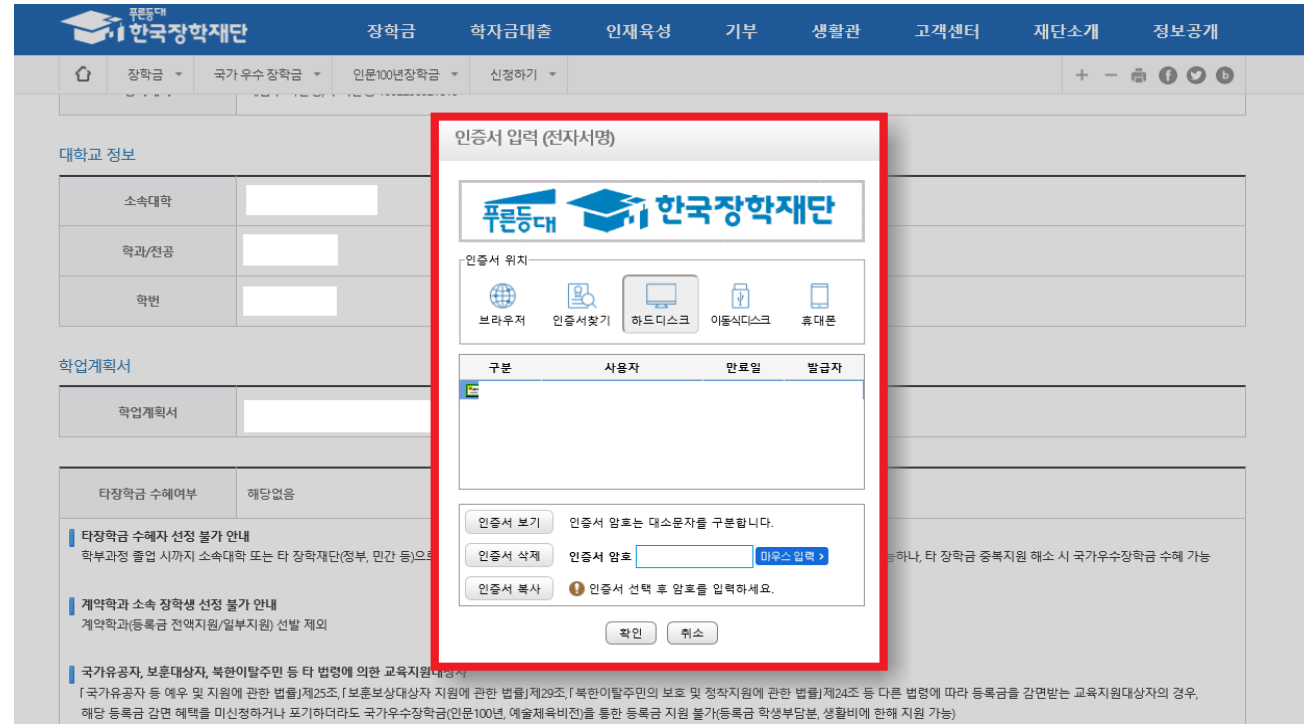 푸른등대
한국장학재단
장학금 학자금대출 인재육성 기부 생활관 고객센터 재단소개 정보공개
장학금 국가 우수 장학금 인문100년장학금 신청하기
대학교 정보
소속대학
학과/전공
학번
학업계획서
학업계획서
타장학금 수혜여부 해당없음
타장학금 수혜자 선정 불가 안내
학부과정 졸업 시까지 소속대학 또는 타 장학재단(정부, 민간 등)으로
하나, 타 장학금 중복지원 해소 시 국가우수장학금 수혜 가능
계약학과 소속 장학생 선정 불가 안내
계약학과(등록금 전액지원/일부지원) 선발 제외
국가유공자, 보훈대상자, 북한이탈주민 등 타 법령에 의한 교육지원대상자
「국가유공자 등 예우 및 지원에 관한 법률」제25조,「보훈보상대상자 지원에 관한 법률」제29조,「북한이탈주민의 보호 및 정착지원에 관한 법률」제24조 등 다른 법령에 따라 등록금을 감면받는 교육지원대상자의 경우,
해당 등록금 감면 혜택을 미신청하거나 포기하더라도 국가우수장학금(인문100년, 예술체육비전)을 통한 등록금 지원 불가(등록금 학생부담분, 생활비에 한해 지원 가능)
인증서 입력 (전자서명)
푸른등대 한국장학재단
인증서 위치
브라우저 인증서찾기 하드디스크 이동식디스크 휴대폰
구분 사용자 만료일 발급자
인증서 보기 인증서 암호는 대소문자를 구분합니다.
인증서 삭제 인증서 암호 마우스 입력 >
인증서 복사 인증서 선택 후 암호를 입력하세요.
확인 취소